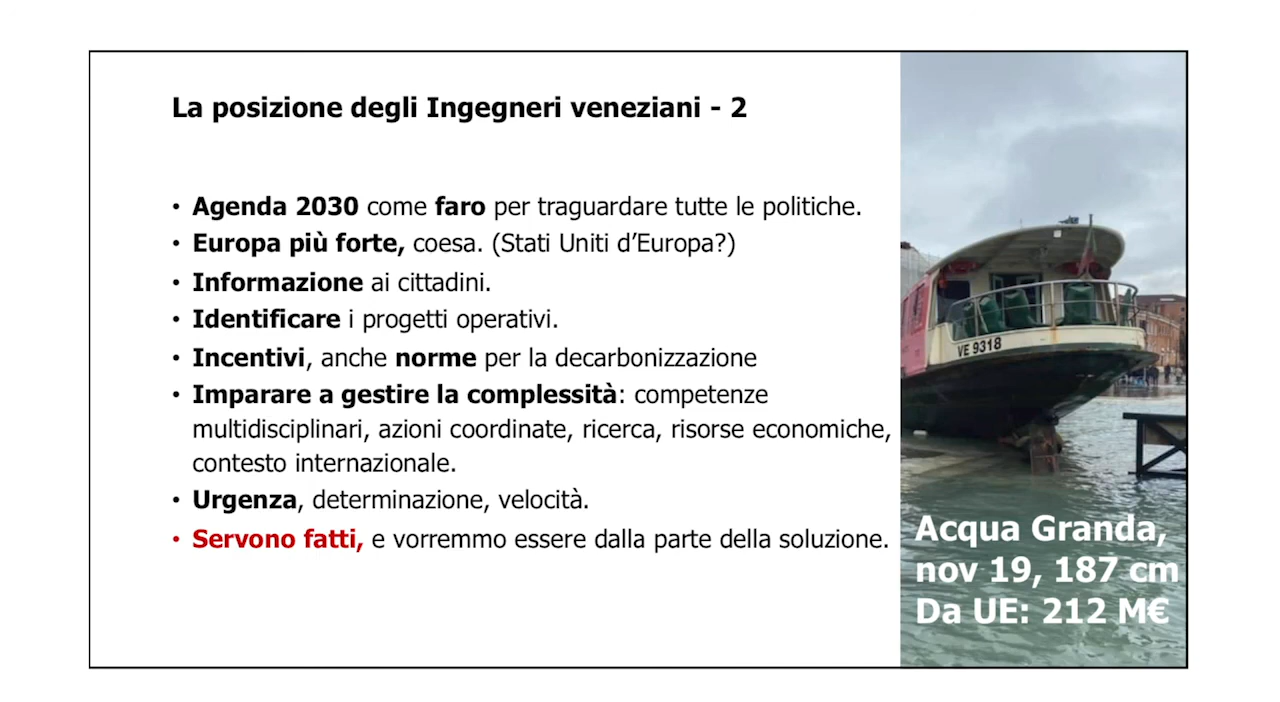 La posizione degli Ingegneri veneziani - 2
• Agenda 2030 come faro per traguardare tutte le politiche.
• Europa più forte, coesa. (Stati Uniti d’Europa?)
• Informazione ai cittadini.
• Identificare i progetti operativi.
• Incentivi, anche norme per la decarbonizzazione
• Imparare a gestire la complessità: competenze
multidisciplinari, azioni coordinate, ricerca, risorse economiche,
contesto internazionale.
• Urgenza, determinazione, velocità.
• Servono fatti, e vorremmo essere dalla parte della soluzione.
VE 9318
Acqua Granda,
nov 19, 187 cm
Da UE: 212 M€